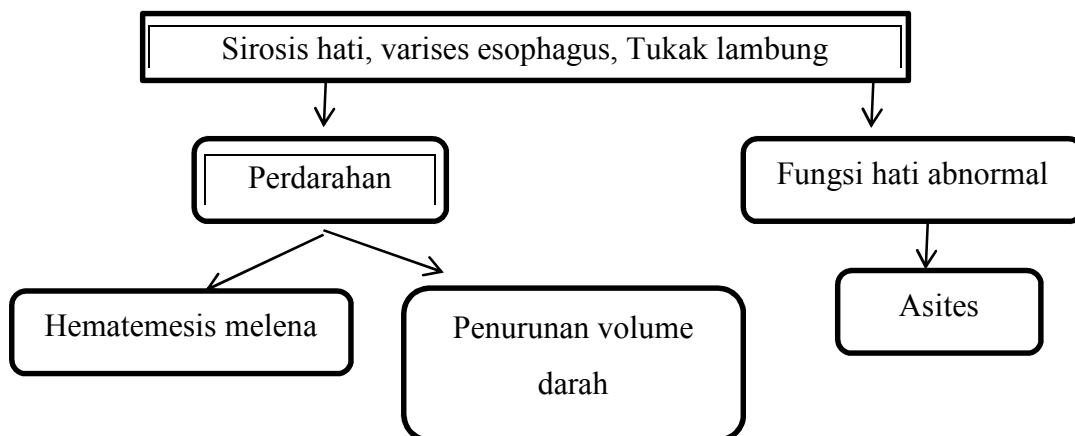 Sirosis hati, varises esophagus, Tukak lambung
Perdarahan
Fungsi hati abnormal
Hematemesis melena
Penurunan volume
darah
Asites